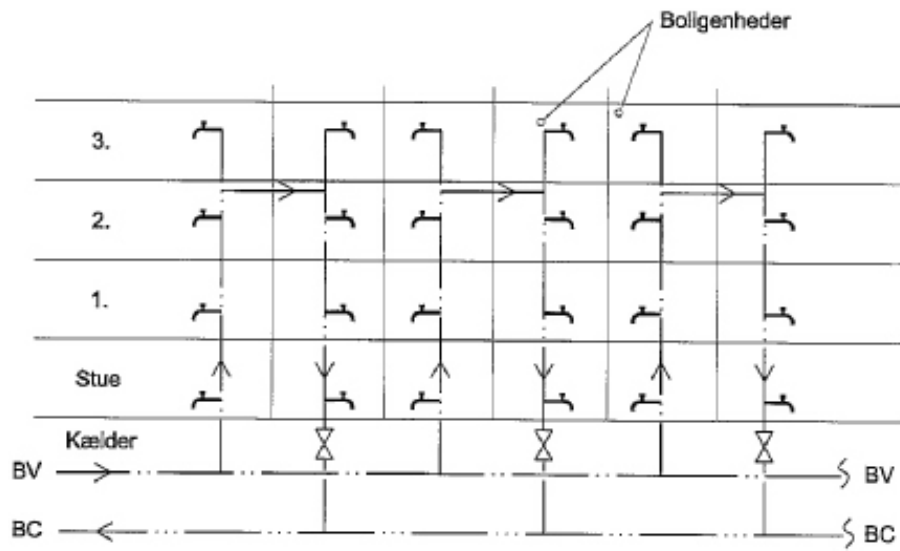 Boligenheder
3.
2.
1.
Stue
Kælder
BV BV
BC BC